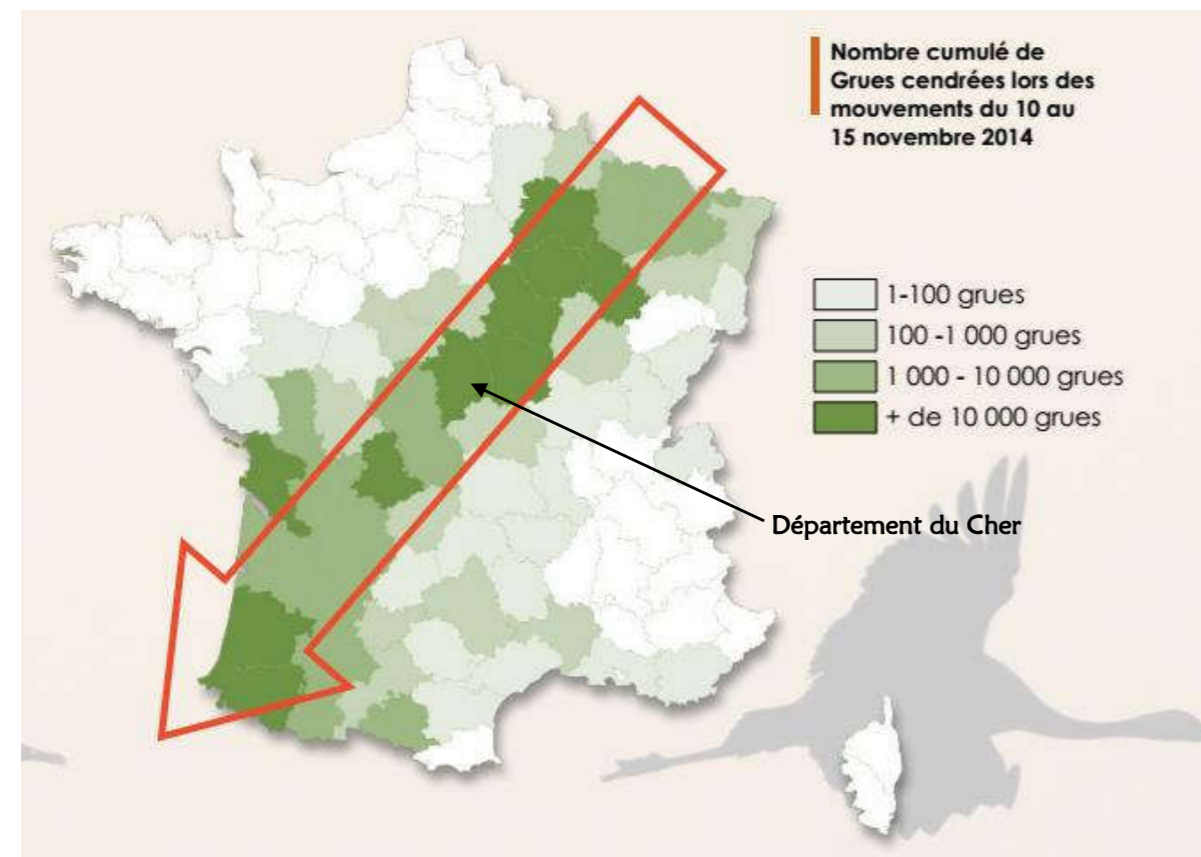 Nombre cumulé de
Grues cendrées lors des
mouvements du 10 au
15 novembre 2014
1-100 grues
100 -1 000 grues
1 000 - 10 000 grues
+ de 10 000 grues
Département du Cher